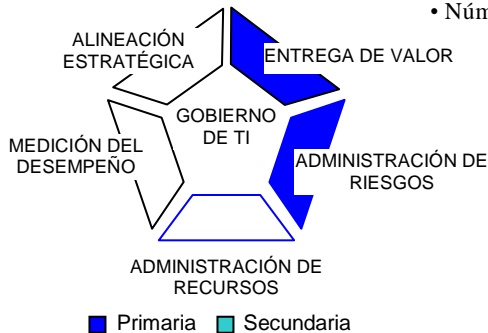 • Núm
ALINEACIÓN
ESTRATÉGICA
ENTREGA DE VALOR
GOBIERNO
DE TI
MEDICIÓN DEL
DESEMPEÑO
ADMINISTRACIÓN DE
RIESGOS
ADMINISTRACIÓN DE
RECURSOS
Primaria Secundaria